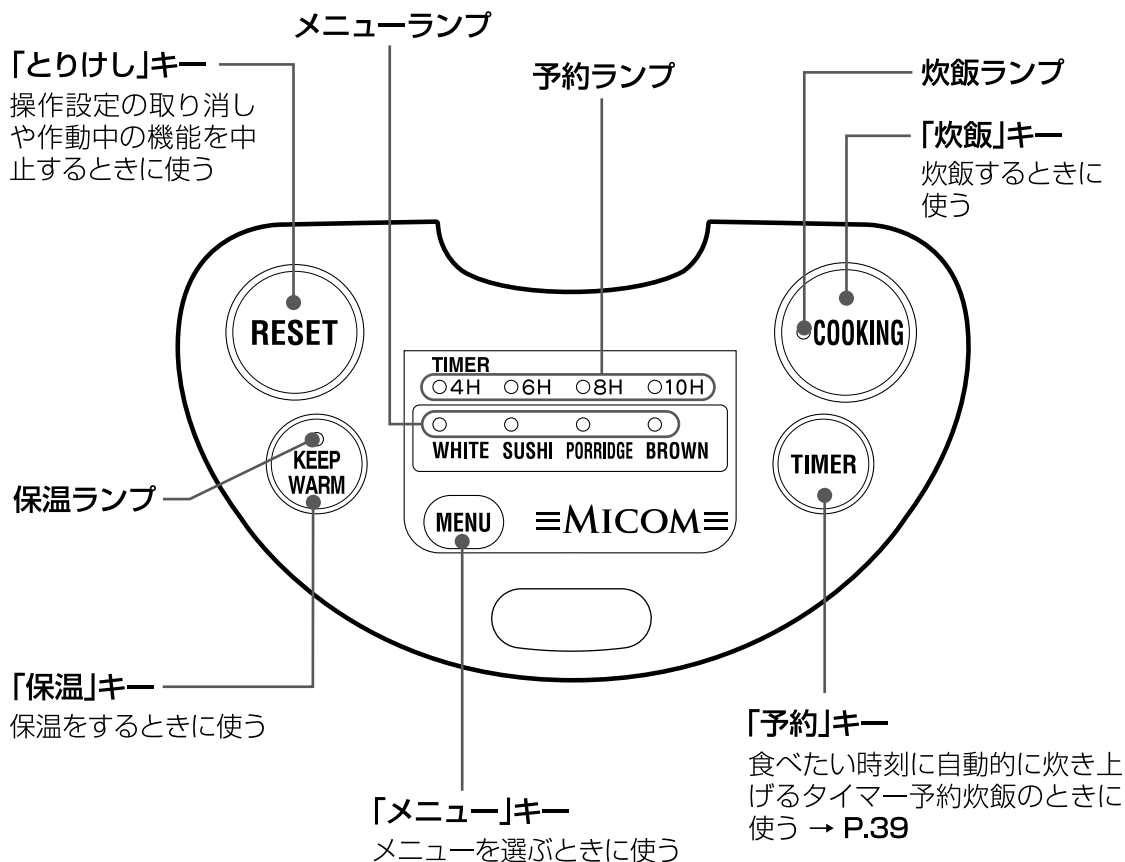 メニューランプ
「とりけし」キー
操作設定の取り消し
や作動中の機能を中
止するときに使う
予約ランプ
炊飯ランプ
「炊飯」キー
炊飯するときに
使う
RESET
COOKING
TIMER
4H 6H 8H 10H
WHITE SUSHI PORRIDGE BROWN
KEEP
WARM
TIMER
MENU
≡MICOM≡
保温ランプ
「保温」キー
保温をするときに使う
「メニュー」キー
メニューを選ぶときに使う
「予約」キー
食べたい時刻に自動的に炊き上
げるタイマー予約炊飯のときに
使う → P.39